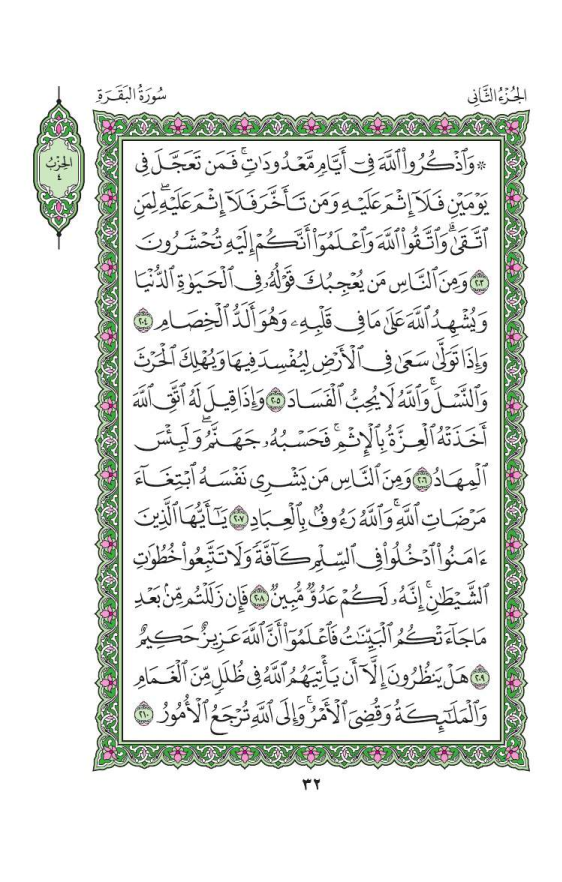 الجُزْءُ الثَّانِي
سُورَةُ البَقَرَةِ
الحِزْبُ
٤
۞ وَٱذْكُرُوا۟ ٱللَّهَ فِىٓ أَيَّامٍ مَّعْدُودَٰتٍ ۚ فَمَن تَعَجَّلَ فِى
يَوْمَيْنِ فَلَآ إِثْمَ عَلَيْهِ وَمَن تَأَخَّرَ فَلَآ إِثْمَ عَلَيْهِ ۖ لِمَنِ
ٱتَّقَىٰ ۗ وَٱتَّقُوا۟ ٱللَّهَ وَٱعْلَمُوٓا۟ أَنَّكُمْ إِلَيْهِ تُحْشَرُونَ
٢٠٣ وَمِنَ ٱلنَّاسِ مَن يُعْجِبُكَ قَوْلُهُۥ فِى ٱلْحَيَوٰةِ ٱلدُّنْيَا
وَيُشْهِدُ ٱللَّهَ عَلَىٰ مَا فِى قَلْبِهِۦ وَهُوَ أَلَدُّ ٱلْخِصَامِ ٢٠٤
وَإِذَا تَوَلَّىٰ سَعَىٰ فِى ٱلْأَرْضِ لِيُفْسِدَ فِيهَا وَيُهْلِكَ ٱلْحَرْثَ
وَٱلنَّسْلَ ۗ وَٱللَّهُ لَا يُحِبُّ ٱلْفَسَادَ ٢٠٥ وَإِذَا قِيلَ لَهُ ٱتَّقِ ٱللَّهَ
أَخَذَتْهُ ٱلْعِزَّةُ بِٱلْإِثْمِ ۚ فَحَسْبُهُۥ جَهَنَّمُ ۚ وَلَبِئْسَ
ٱلْمِهَادُ ٢٠٦ وَمِنَ ٱلنَّاسِ مَن يَشْرِى نَفْسَهُ ٱبْتِغَآءَ
مَرْضَاتِ ٱللَّهِ ۗ وَٱللَّهُ رَءُوفٌۢ بِٱلْعِبَادِ ٢٠٧ يَٰٓأَيُّهَا ٱلَّذِينَ
ءَامَنُوا۟ ٱدْخُلُوا۟ فِى ٱلسِّلْمِ كَآفَّةً وَلَا تَتَّبِعُوا۟ خُطُوَٰتِ
ٱلشَّيْطَٰنِ ۚ إِنَّهُۥ لَكُمْ عَدُوٌّ مُّبِينٌ ٢٠٨ فَإِن زَلَلْتُم مِّنۢ بَعْدِ
مَا جَآءَتْكُمُ ٱلْبَيِّنَٰتُ فَٱعْلَمُوٓا۟ أَنَّ ٱللَّهَ عَزِيزٌ حَكِيمٌ
٢٠٩ هَلْ يَنظُرُونَ إِلَّآ أَن يَأْتِيَهُمُ ٱللَّهُ فِى ظُلَلٍ مِّنَ ٱلْغَمَامِ
وَٱلْمَلَٰٓئِكَةُ وَقُضِىَ ٱلْأَمْرُ ۚ وَإِلَى ٱللَّهِ تُرْجَعُ ٱلْأُمُورُ ٢١٠
٣٢